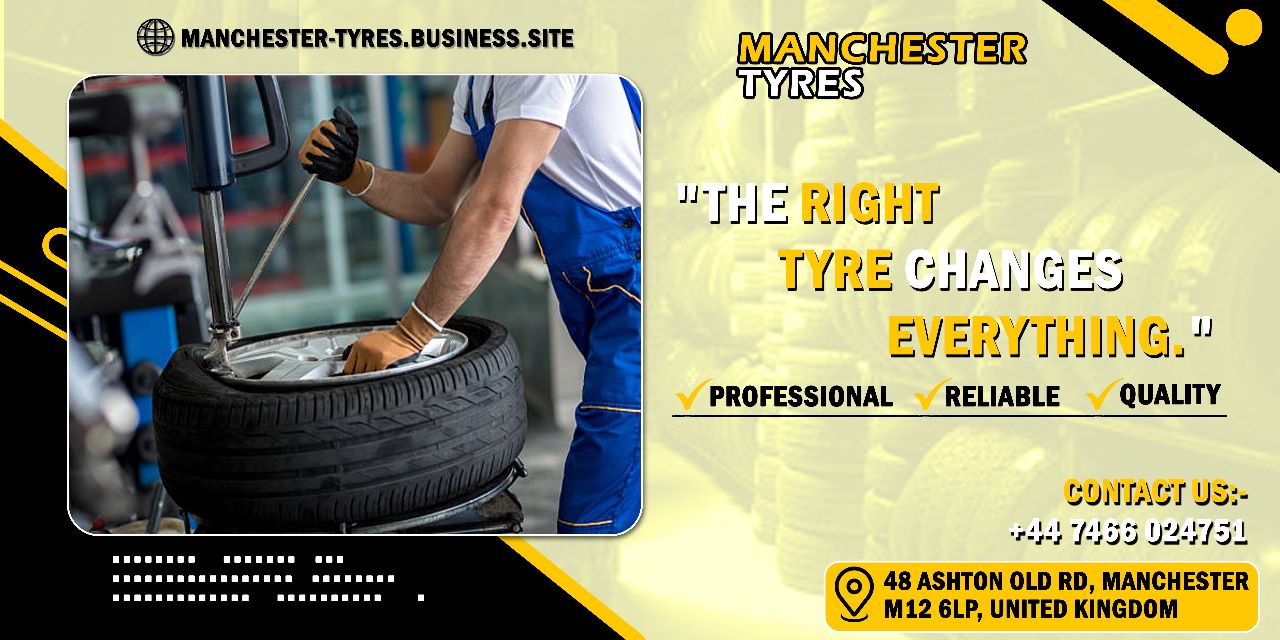 MANCHESTER-TYRES.BUSINESS.SITE
MANCHESTER
TYRES
"THE RIGHT
TYRE CHANGES
EVERYTHING."
PROFESSIONAL RELIABLE QUALITY
CONTACT US:-
+44 7466 024751
48 ASHTON OLD RD, MANCHESTER
M12 6LP, UNITED KINGDOM